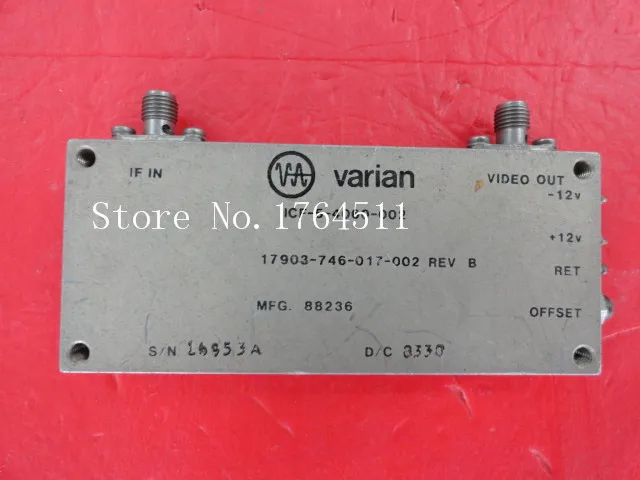 IF IN
varian
VIDEO OUT
-12v
Store No. 1764511
+12v
17903-746-017-002 REV B
RET
MFG. 88236
OFFSET
S/N
D/C 8330